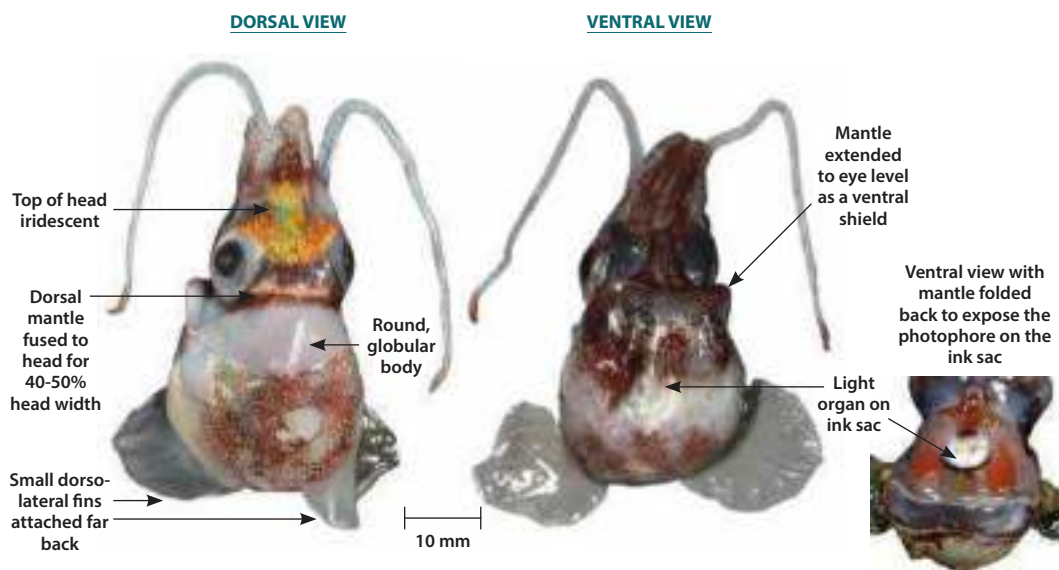 DORSAL VIEW
VENTRAL VIEW
Top of head
iridescent
Dorsal
mantle
fused to
head for
40-50%
head width
Small dorso-
lateral fins
attached far
back
Round,
globular
body
10 mm
Mantle
extended
to eye level
as a ventral
shield
Light
organ on
ink sac
Ventral view with
mantle folded
back to expose the
photophore on the
ink sac